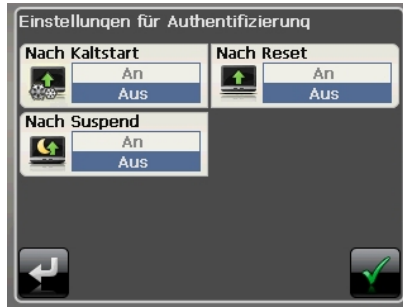 Einstellungen für Authentifizierung
Nach Kaltstart
An
Aus
Nach Reset
An
Aus
Nach Suspend
An
Aus